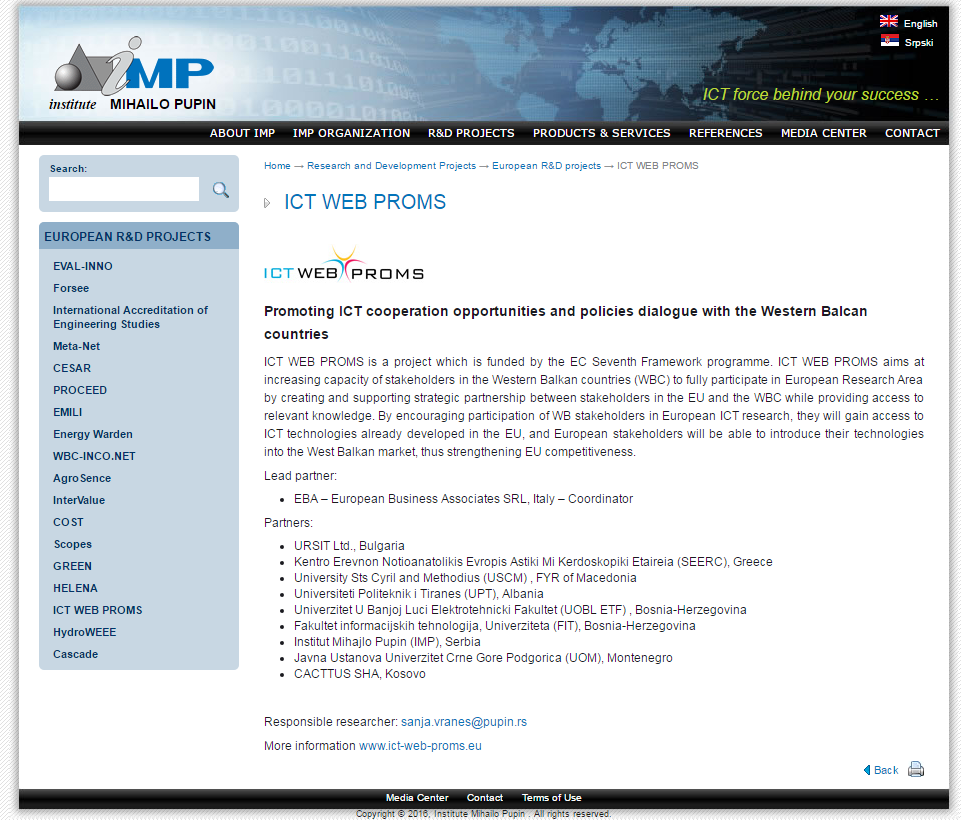 English
Srpski
iMP
institute MIHAILO PUPIN
ICT force behind your success ...
ABOUT IMP IMP ORGANIZATION R&D PROJECTS PRODUCTS & SERVICES REFERENCES MEDIA CENTER CONTACT
Search:
EUROPEAN R&D PROJECTS
EVAL-INNO
Forsee
International Accreditation of
Engineering Studies
Meta-Net
CESAR
PROCEED
EMILI
Energy Warden
WBC-INCO.NET
AgroSence
InterValue
COST
Scopes
GREEN
HELENA
ICT WEB PROMS
HydroWEEE
Cascade
Home → Research and Development Projects → European R&D projects → ICT WEB PROMS
ICT WEB PROMS
ICT WEB PROMS
Promoting ICT cooperation opportunities and policies dialogue with the Western Balcan
countries
ICT WEB PROMS is a project which is funded by the EC Seventh Framework programme. ICT WEB PROMS aims at
increasing capacity of stakeholders in the Western Balkan countries (WBC) to fully participate in European Research Area
by creating and supporting strategic partnership between stakeholders in the EU and the WBC while providing access to
relevant knowledge. By encouraging participation of WB stakeholders in European ICT research, they will gain access to
ICT technologies already developed in the EU, and European stakeholders will be able to introduce their technologies
into the West Balkan market, thus strengthening EU competitiveness.
Lead partner:
• EBA – European Business Associates SRL, Italy – Coordinator
Partners:
• URSIT Ltd., Bulgaria
• Kentro Erevnon Notioanatolikis Evropis Astiki Mi Kerdoskopiki Etaireia (SEERC), Greece
• University Sts Cyril and Methodius (USCM) , FYR of Macedonia
• Universiteti Politeknik i Tiranes (UPT), Albania
• Univerzitet U Banjoj Luci Elektrotehnicki Fakultet (UOBL ETF) , Bosnia-Herzegovina
• Fakultet informacijskih tehnologija, Univerziteta (FIT), Bosnia-Herzegovina
• Institut Mihajlo Pupin (IMP), Serbia
• Javna Ustanova Univerzitet Crne Gore Podgorica (UOM), Montenegro
• CACTTUS SHA, Kosovo
Responsible researcher: sanja.vranes@pupin.rs
More information www.ict-web-proms.eu
Back
Media Center Contact Terms of Use
Copyright © 2016, Institute Mihailo Pupin . All rights reserved.